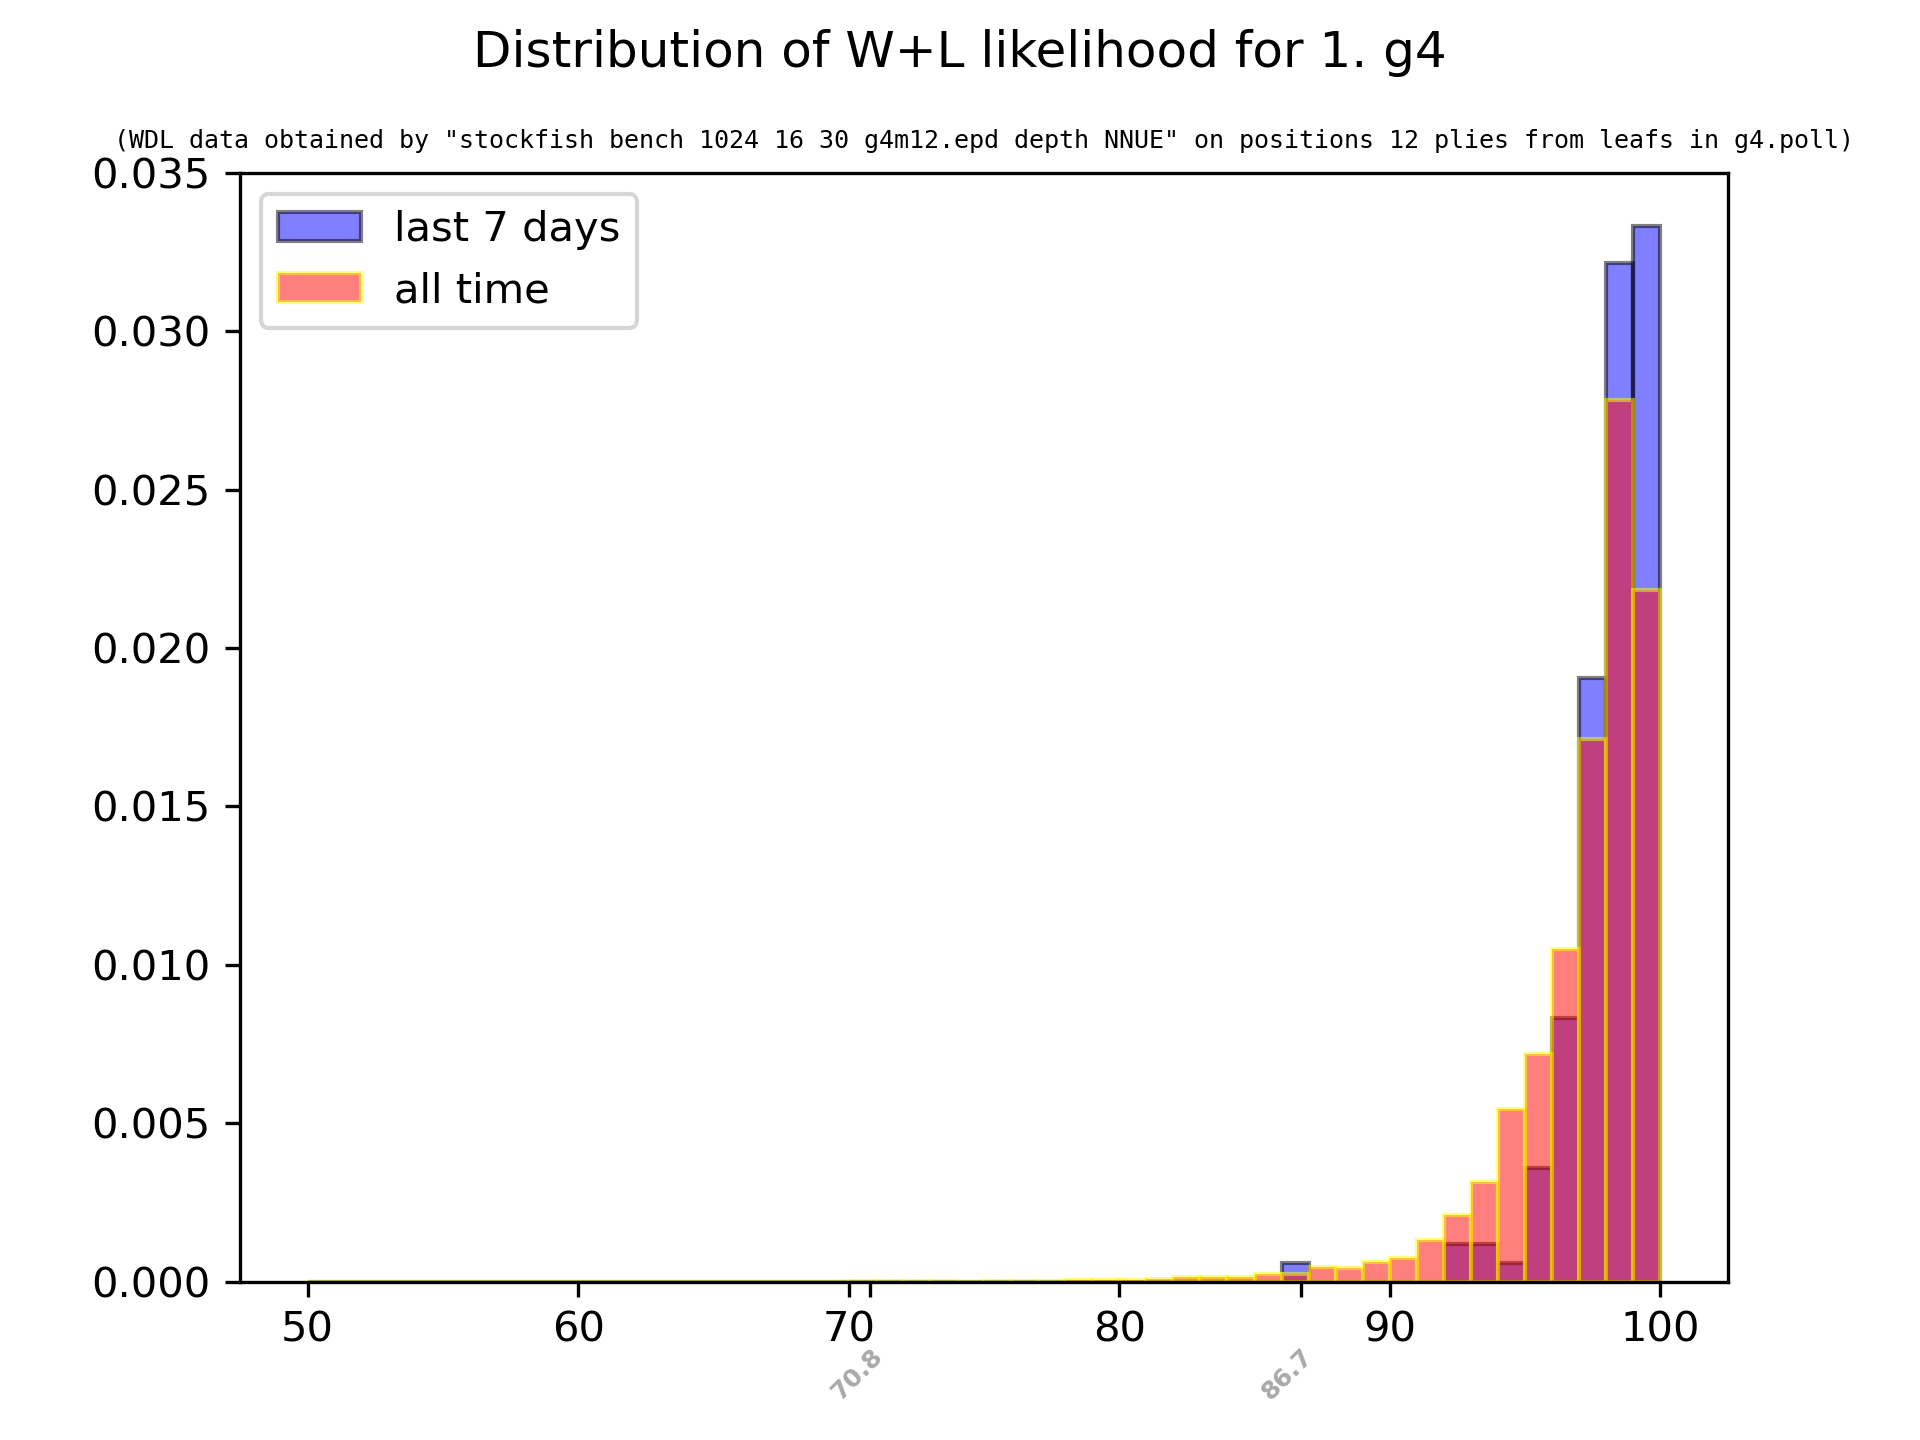 Distribution of W+L likelihood for 1. g4
(WDL data obtained by "stockfish bench 1024 16 30 g4m12.epd depth NNUE" on positions 12 plies from leafs in g4.poll)
last 7 days
all time
0.035
0.030
0.025
0.020
0.015
0.010
0.005
0.000
50 60 70 80 90 100
70.8 86.7